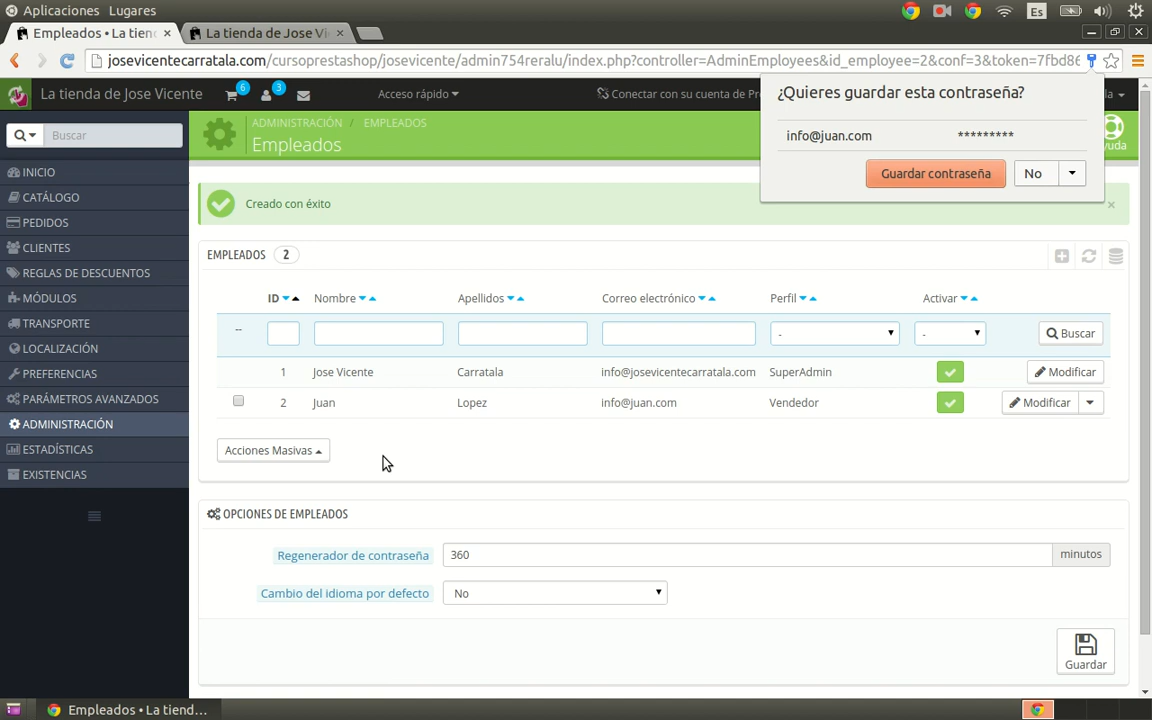 Aplicaciones Lugares
Es
Empleados • La tien
La tienda de Jose Vi
josevicentecarratala.com/cursoprestashop/josevicente/admin754reralu/index.php?controller=AdminEmployees&id_employee=2&conf=3&token=7fbd86
¿Quieres guardar esta contraseña?
info@juan.com *********
Guardar contraseña No
La tienda de Jose Vicente 6 3 Acceso rápido Conectar con su cuenta de Pr
Buscar
ADMINISTRACIÓN / EMPLEADOS
Empleados
INICIO
CATÁLOGO
PEDIDOS
CLIENTES
REGLAS DE DESCUENTOS
MÓDULOS
TRANSPORTE
LOCALIZACIÓN
PREFERENCIAS
PARÁMETROS AVANZADOS
ADMINISTRACIÓN
ESTADÍSTICAS
EXISTENCIAS
Creado con éxito ×
EMPLEADOS 2
ID Nombre Apellidos Correo electrónico Perfil Activar
-- - - Buscar
1 Jose Vicente Carratala info@josevicentecarratala.com SuperAdmin Modificar
2 Juan Lopez info@juan.com Vendedor Modificar
Acciones Masivas
OPCIONES DE EMPLEADOS
Regenerador de contraseña 360 minutos
Cambio del idioma por defecto No
Guardar
Empleados • La tiend...